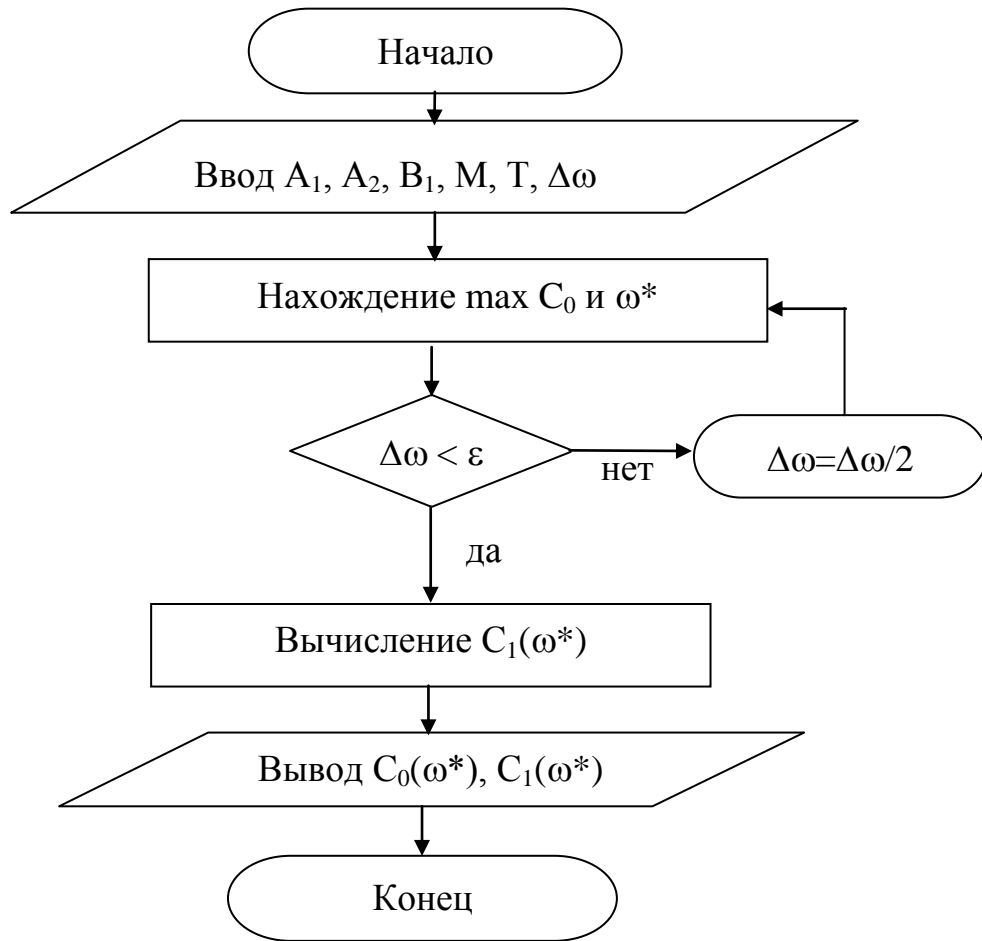 Начало
Ввод A₁, A₂, B₁, M, T, Δω
Нахождение max C₀ и ω*
Δω < ε
нет
Δω=Δω/2
да
Вычисление C₁(ω*)
Вывод C₀(ω*), C₁(ω*)
Конец